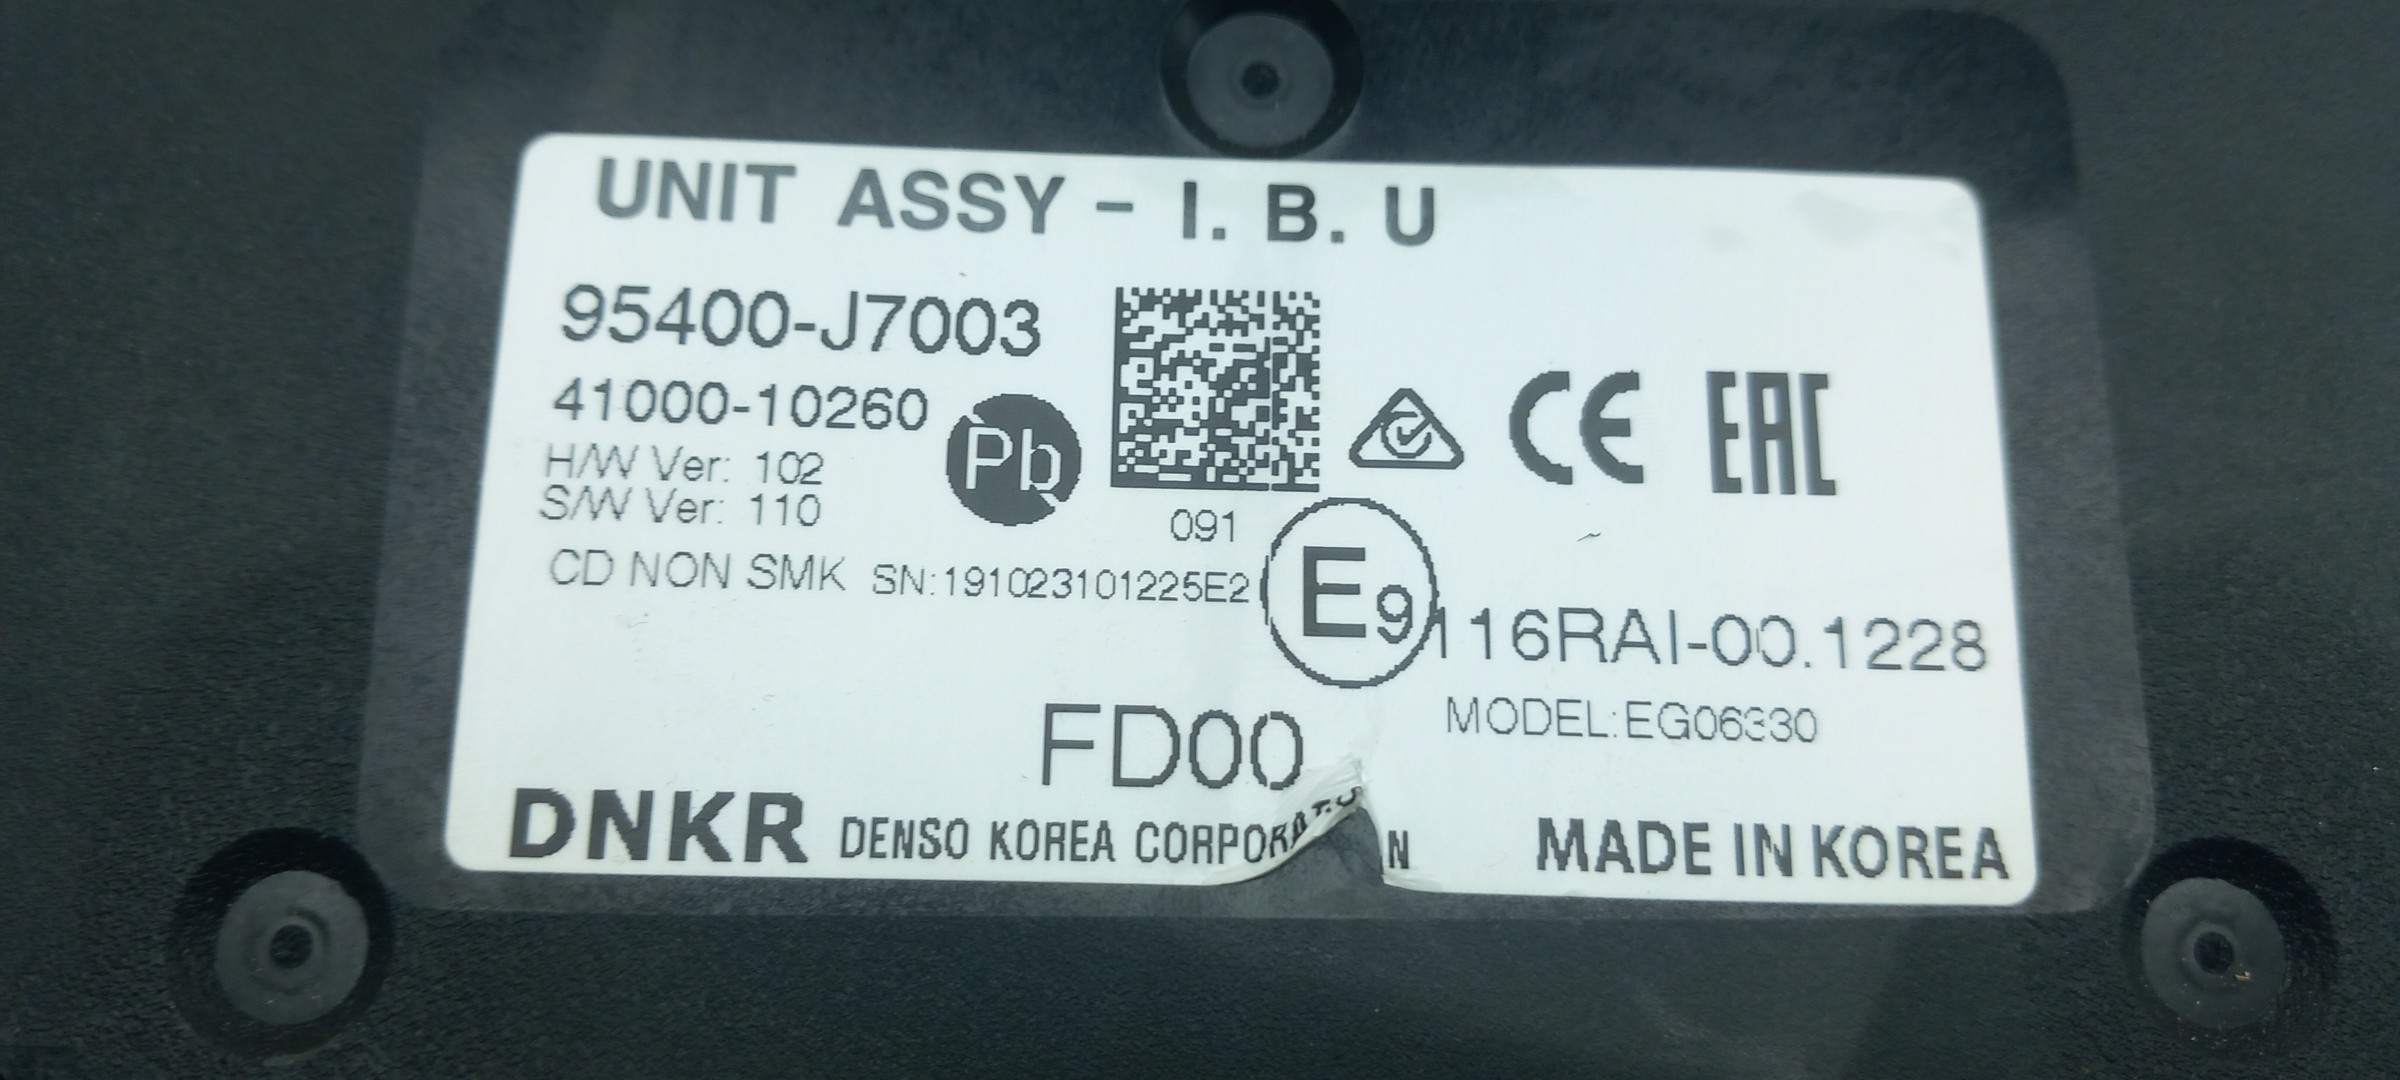 UNIT ASSY - I. B. U
95400-J7003
41000-10260
Pb
H/W Ver: 102
S/W Ver: 110
091
CE
EAC
CD NON SMK SN:191023101225E2
E9
116RAI-00.1228
MODEL:EG06330
FD00
DNKR DENSO KOREA CORPORATION
MADE IN KOREA